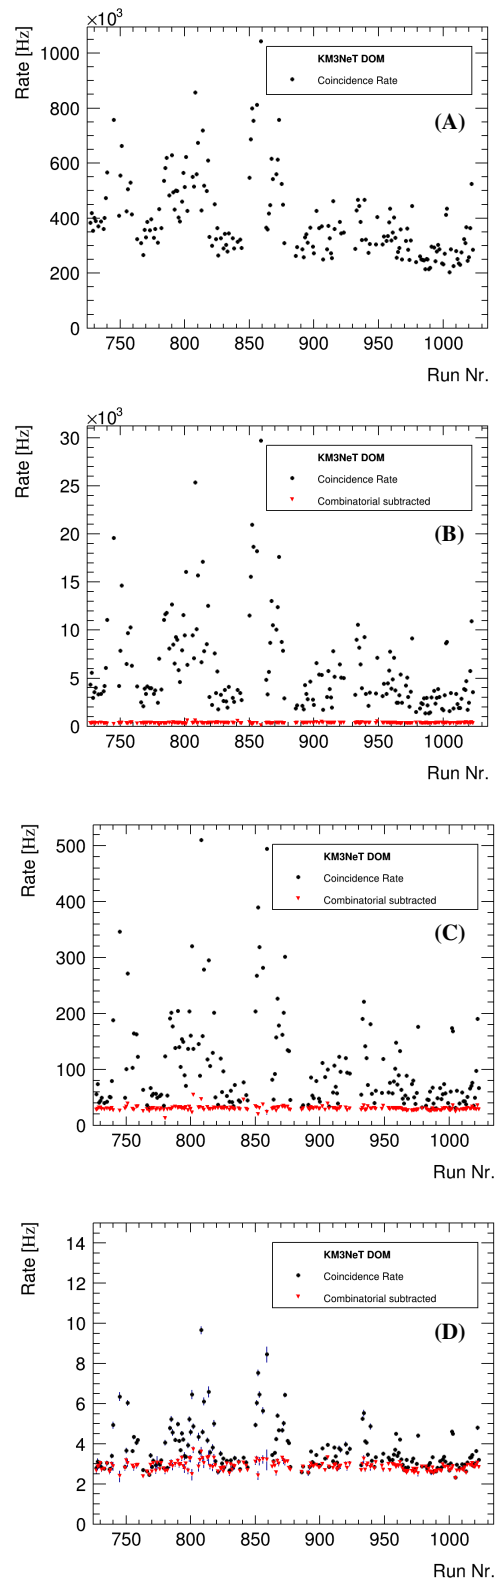 ×10³
Rate [Hz]
KM3NeT DOM
Coincidence Rate
(A)
1000
800
600
400
200
0
750 800 850 900 950 1000
Run Nr.
×10³
Rate [Hz]
KM3NeT DOM
Coincidence Rate
Combinatorial subtracted
(B)
30
25
20
15
10
5
0
750 800 850 900 950 1000
Run Nr.
Rate [Hz]
KM3NeT DOM
Coincidence Rate
Combinatorial subtracted
(C)
500
400
300
200
100
0
750 800 850 900 950 1000
Run Nr.
Rate [Hz]
KM3NeT DOM
Coincidence Rate
Combinatorial subtracted
(D)
14
12
10
8
6
4
2
0
750 800 850 900 950 1000
Run Nr.